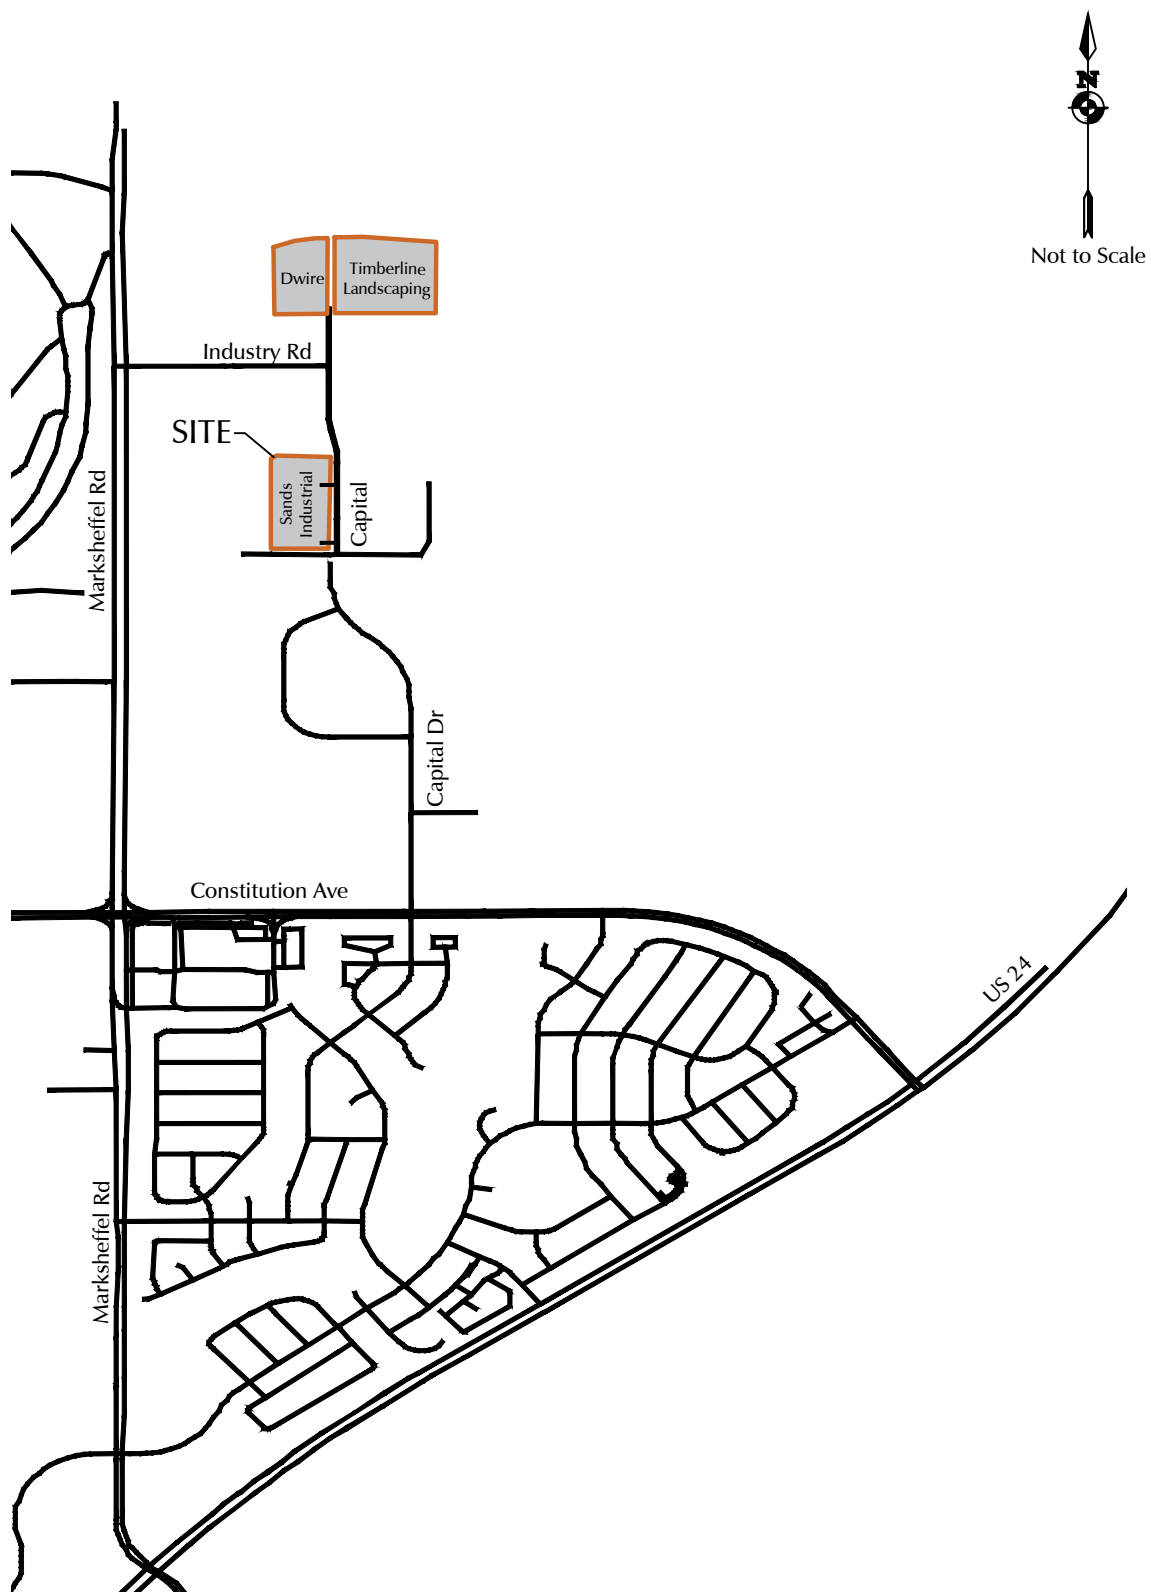 N
Not to Scale
Dwire
Timberline
Landscaping
Industry Rd
SITE
Sands
Industrial
Capital
Marksheffel Rd
Capital Dr
Constitution Ave
US 24
Marksheffel Rd